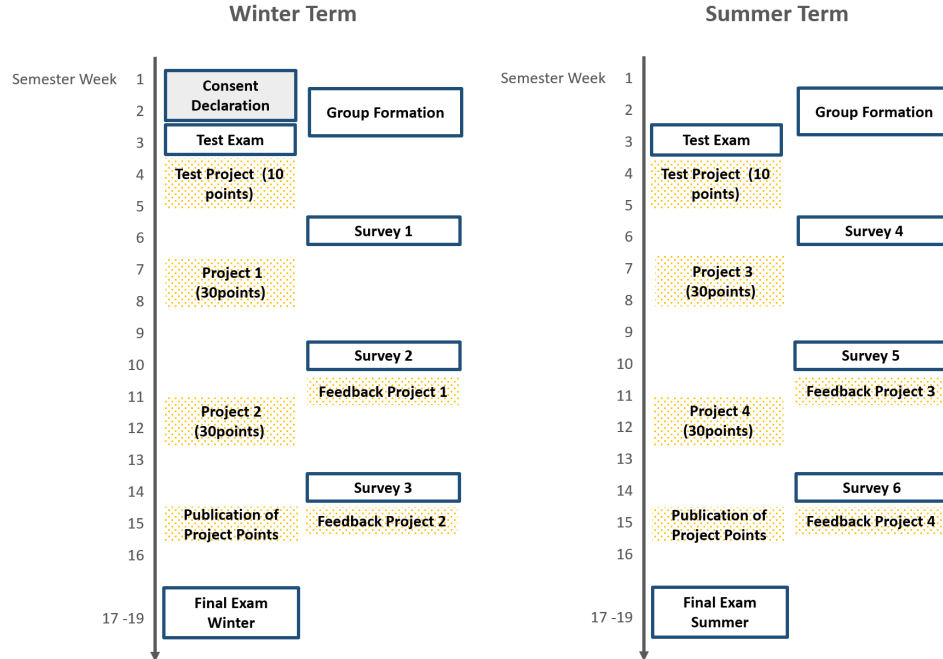 Winter Term
Semester Week
1
2
3
4
5
6
7
8
9
10
11
12
13
14
15
16
17 -19
Consent
Declaration
Group Formation
Test Exam
Test Project (10
points)
Survey 1
Project 1
(30points)
Survey 2
Feedback Project 1
Project 2
(30points)
Survey 3
Publication of
Project Points
Feedback Project 2
Final Exam
Winter
Summer Term
Semester Week
1
2
3
4
5
6
7
8
9
10
11
12
13
14
15
16
17 -19
Group Formation
Test Exam
Test Project (10
points)
Survey 4
Project 3
(30points)
Survey 5
Feedback Project 3
Project 4
(30points)
Survey 6
Publication of
Project Points
Feedback Project 4
Final Exam
Summer